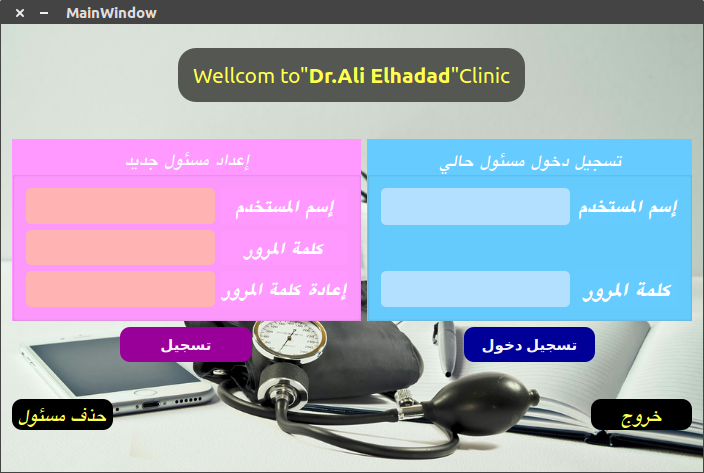 MainWindow
Wellcom to"Dr.Ali Elhadad"Clinic
تسجيل دخول مسئول حالي
إسم المستخدم
كلمة المرور
تسجيل دخول
إعداد مسئول جديد
إسم المستخدم
كلمة المرور
إعادة كلمة المرور
تسجيل
خروج
حذف مسئول